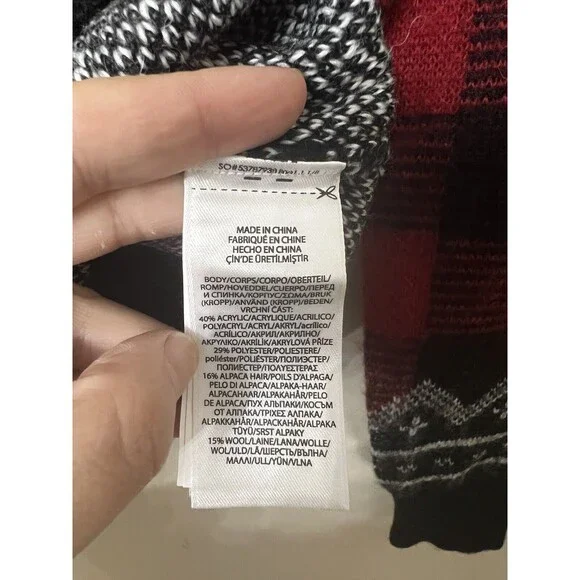 MADE IN CHINA
FABRIQUÉ EN CHINE
HECHO EN CHINA
ÇİN'DE ÜRETİLMİŞTİR
BODY/CORPS/CORPO/OBERTEIL/
ROMP/HOVEDDEL/CUERPO/ПЕРЕД
И СПИНКА/КОРПУС/ΣΩΜΑ/BRUK
(KROPP)/ANVÄND (KROPP)/BEDEN/
VRCHNÍ ČÁST:
40% ACRYLIC/ACRYLIQUE/ACRILICO/
POLYACRYL/ACRYL/AKRYL/acrílico/
ACRÍLICO/АКРИЛ/AKRYLNO/
ΑΚΡΥΛΙΚΟ/AKRİLİK/AKRYLOVÁ PŘÍZE
29% POLYESTER/POLIESTERE/
poliéster/POLIÉSTER/ПОЛИЭСТЕР/
ПОЛИЕСТЕР/ΠΟΛΥΕΣΤΕΡΑΣ
16% ALPACA HAIR/POILS D'ALPAGA/
PELO DI ALPACA/ALPAKA-HAAR/
ALPACAHAAR/ALPAKAHÅR/PELO
DE ALPACA/ПУХ АЛЬПАКИ/КОСЪМ
ОТ АЛПАКА/ΤΡΙΧΕΣ ΑΛΠΑΚΑ/
ALPAKKAHÅR/ALPACKAHÅR/ALPAKA
TÜYÜ/SRST ALPAKY
15% WOOL/LAINE/LANA/WOLLE/
WOL/ULD/LÃ/ШЕРСТЬ/ВЪЛНА/
ΜΑΛΛΙ/ULL/YÜN/VLNA